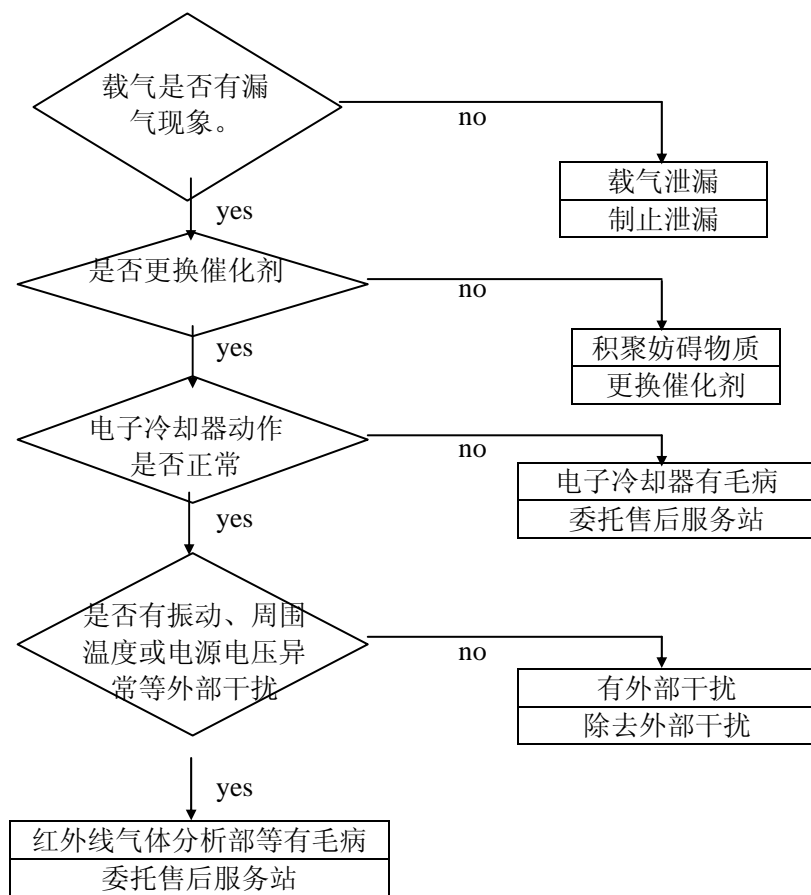 载气是否有漏
气现象。
no
载气泄漏
制止泄漏
yes
是否更换催化剂
no
积聚妨碍物质
更换催化剂
yes
电子冷却器动作
是否正常
no
电子冷却器有毛病
委托售后服务站
yes
是否有振动、周围
温度或电源电压异
常等外部干扰
no
有外部干扰
除去外部干扰
yes
红外线气体分析部等有毛病
委托售后服务站